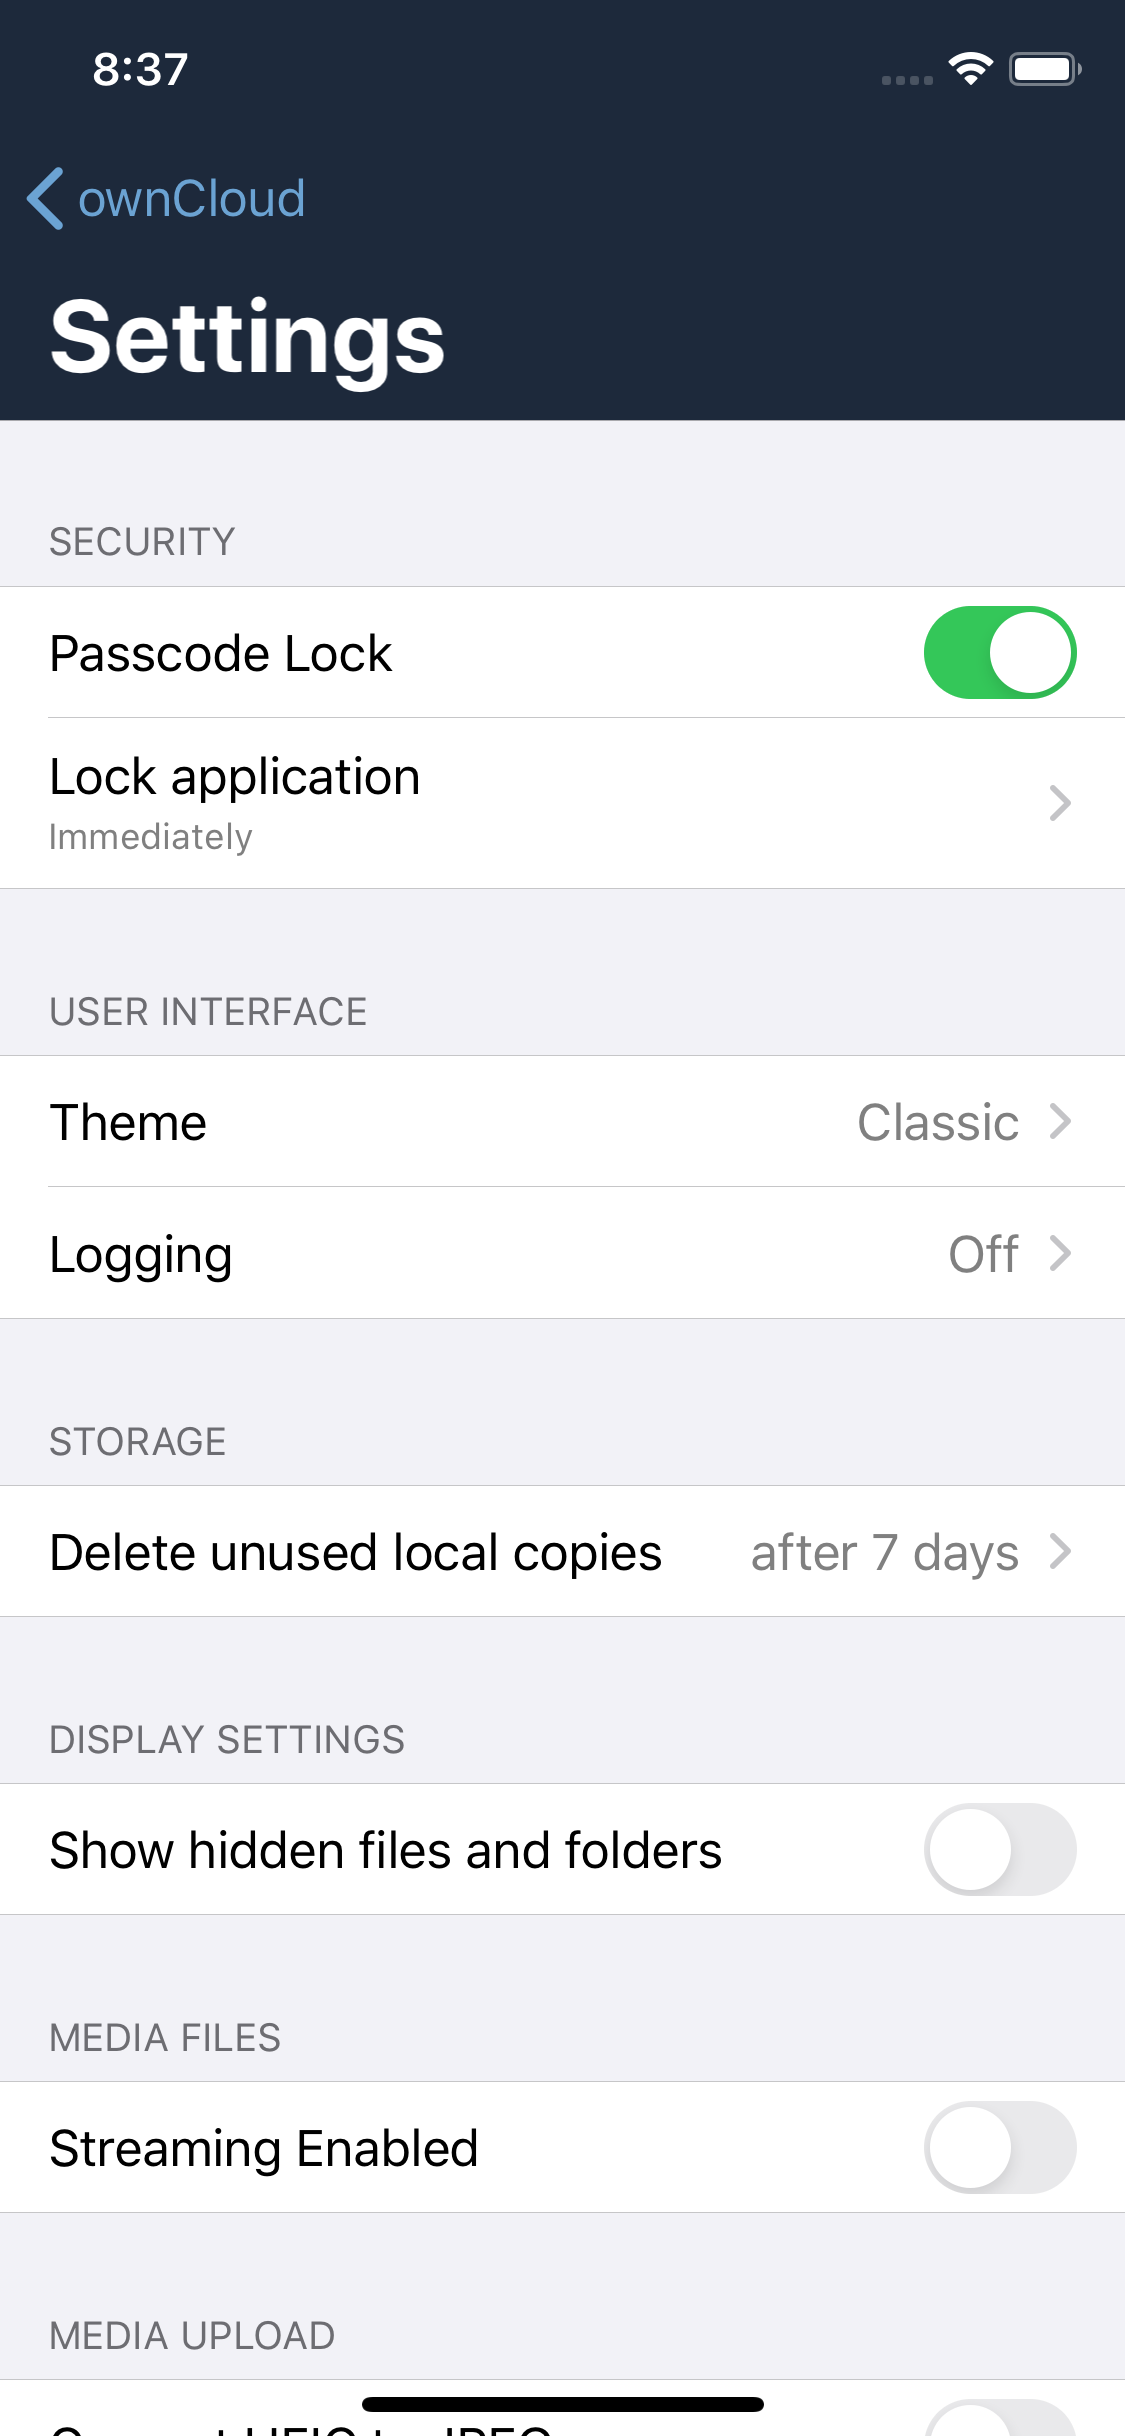 8:37
ownCloud
Settings
SECURITY
Passcode Lock
Lock application
Immediately
USER INTERFACE
Theme Classic
Logging Off
STORAGE
Delete unused local copies after 7 days
DISPLAY SETTINGS
Show hidden files and folders
MEDIA FILES
Streaming Enabled
MEDIA UPLOAD